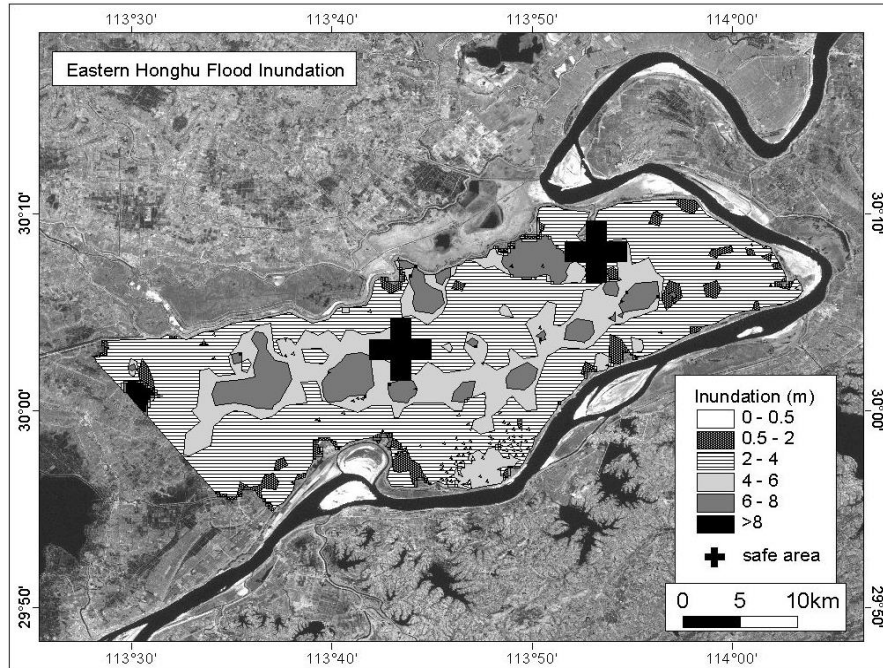 113°30' 113°40' 113°50' 114°00'
Eastern Honghu Flood Inundation
30°10' 30°10'
30°00' 30°00'
29°50' 29°50'
Inundation (m)
0 - 0.5
0.5 - 2
2 - 4
4 - 6
6 - 8
>8
safe area
0 5 10km
113°30' 113°40' 113°50' 114°00'